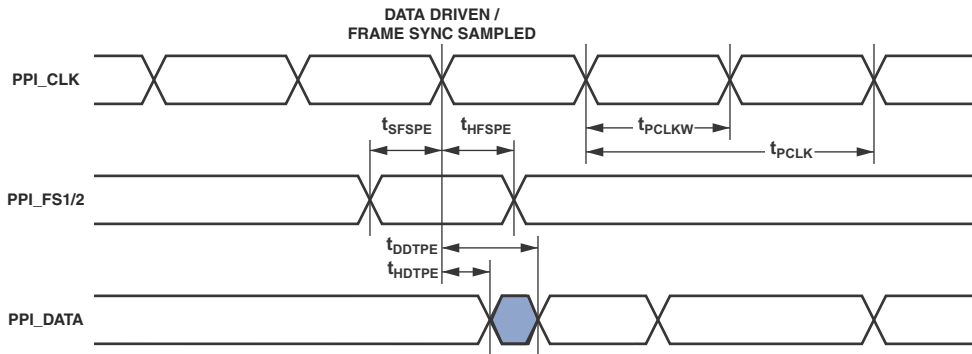 DATA DRIVEN /
FRAME SYNC SAMPLED
PPI_CLK
tSFSPE
tHFSPE
tPCLKW
tPCLK
PPI_FS1/2
tDDTPE
tHDTPE
PPI_DATA